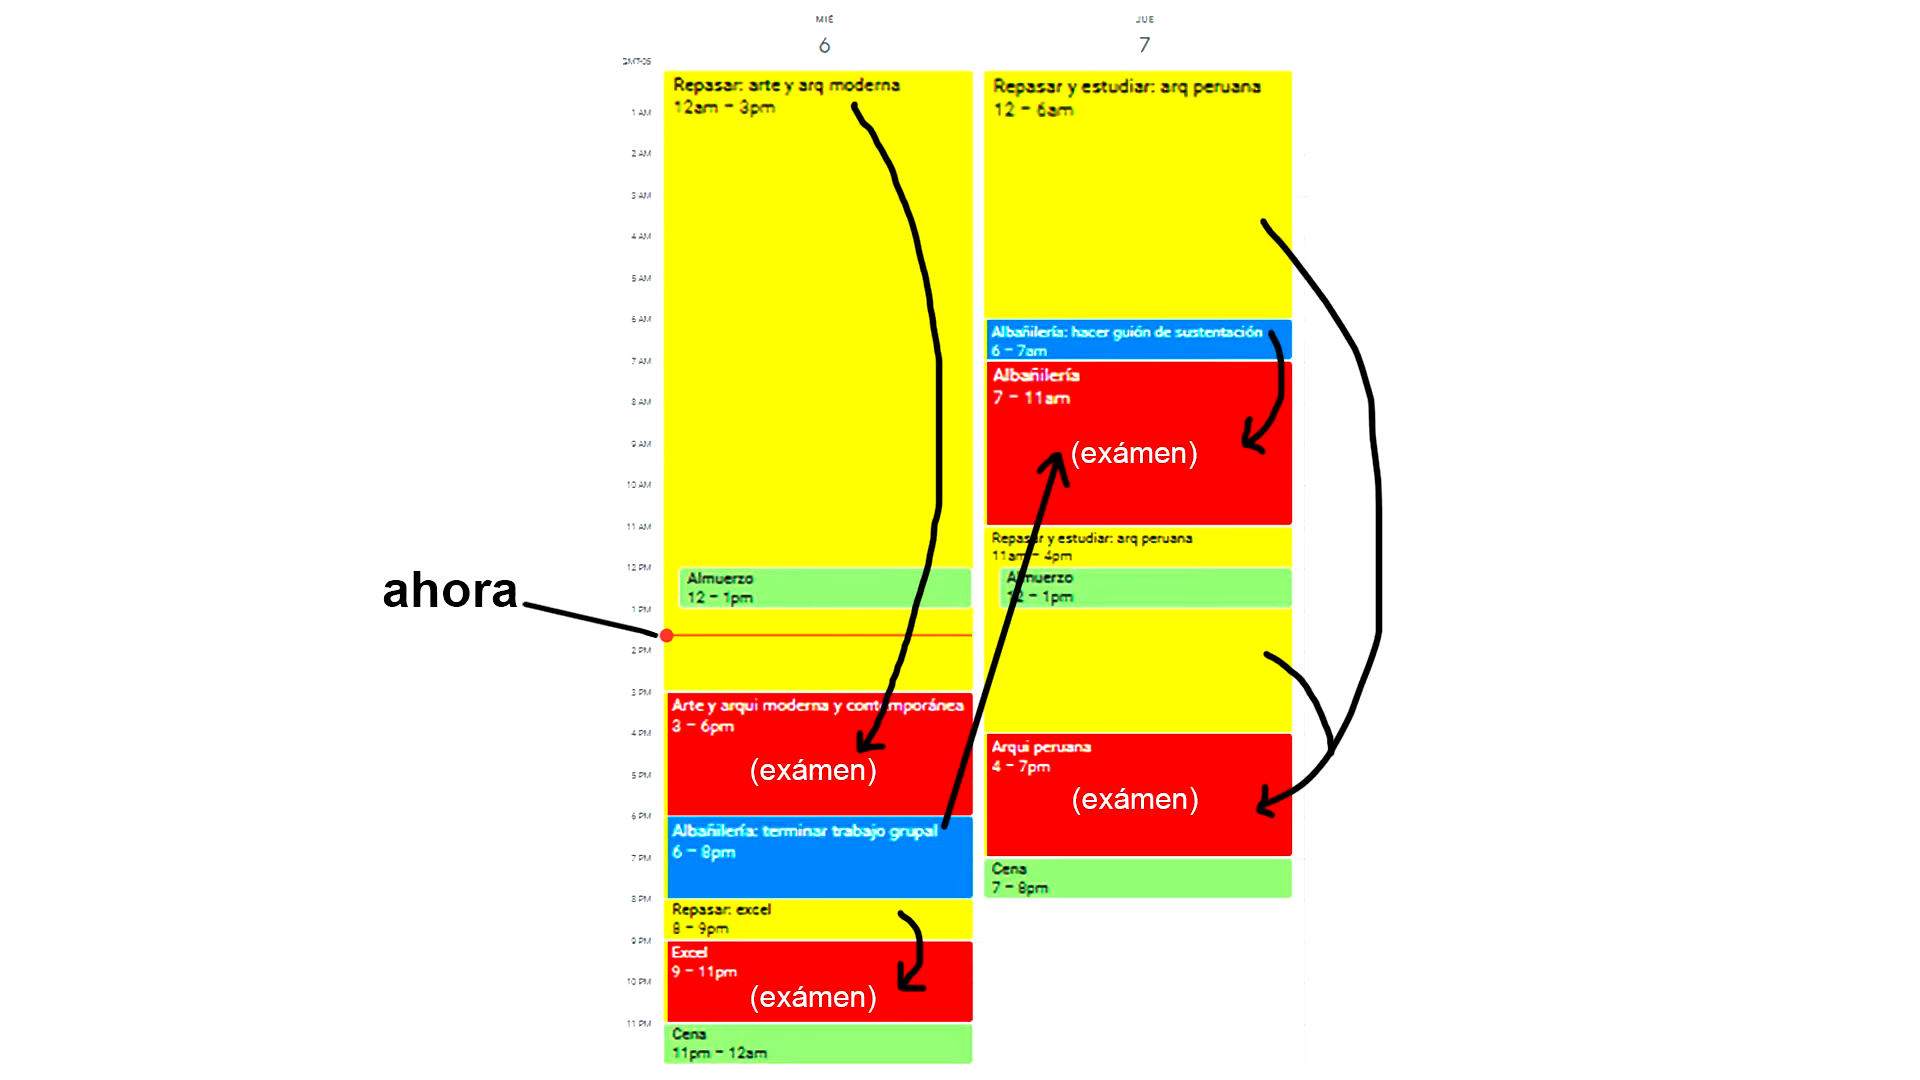 MIÉ
6
JUE
7
GMT-05
Repasar: arte y arq moderna
12am – 3pm
Repasar y estudiar: arq peruana
12 – 6am
1 AM
2 AM
3 AM
4 AM
5 AM
6 AM
Albañilería: hacer guión de sustentación
6 – 7am
7 AM
Albañilería
7 – 11am
8 AM
9 AM
(exámen)
10 AM
11 AM
Repasar y estudiar: arq peruana
11am – 4pm
12 PM
Almuerzo
12 – 1pm
Almuerzo
12 – 1pm
ahora
1 PM
2 PM
3 PM
Arte y arqui moderna y contemporánea
3 – 6pm
4 PM
Arqui peruana
4 – 7pm
(exámen)
5 PM
(exámen)
6 PM
Albañilería: terminar trabajo grupal
6 – 8pm
7 PM
Cena
7 – 8pm
8 PM
Repasar: excel
8 – 9pm
9 PM
Excel
9 – 11pm
10 PM
(exámen)
11 PM
Cena
11pm – 12am